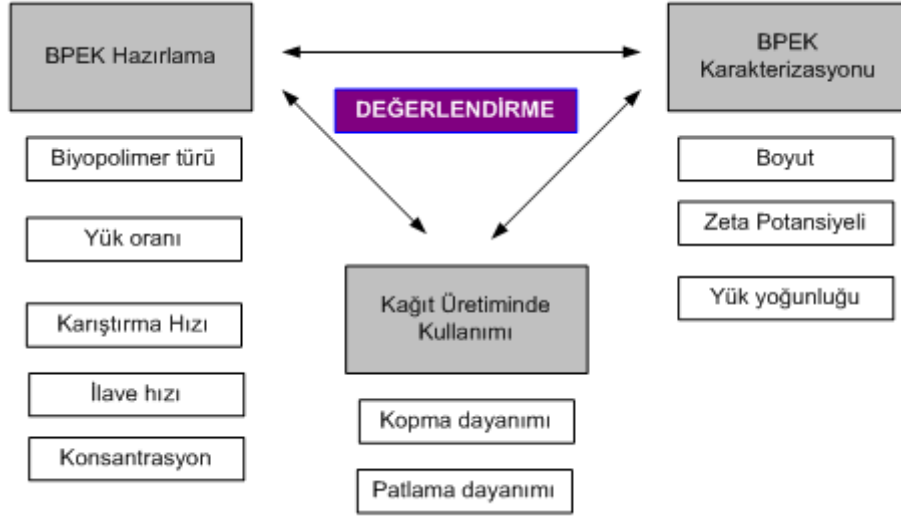 BPEK Hazırlama
BPEK
Karakterizasyonu
DEĞERLENDİRME
Biyopolimer türü
Boyut
Yük oranı
Zeta Potansiyeli
Kağıt Üretiminde
Kullanımı
Yük yoğunluğu
Karıştırma Hızı
İlave hızı
Kopma dayanımı
Konsantrasyon
Patlama dayanımı